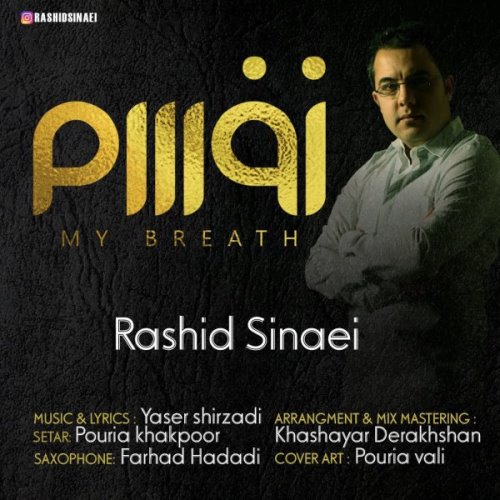 RASHIDSINAEI
نفسم
MY BREATH
Rashid Sinaei
MUSIC & LYRICS : Yaser shirzadi
SETAR: Pouria khakpoor
SAXOPHONE: Farhad Hadadi
ARRANGMENT & MIX MASTERING :
Khashayar Derakhshan
COVER ART : Pouria vali